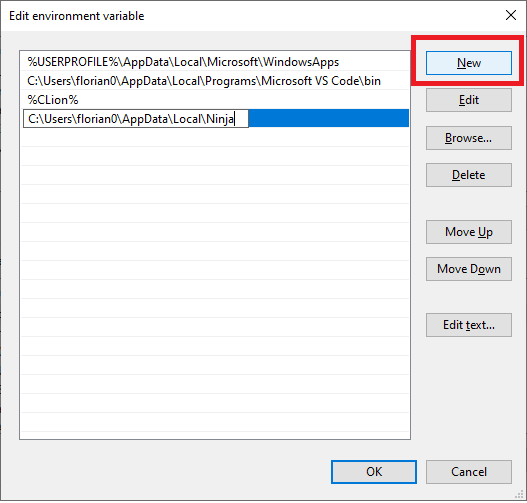 Edit environment variable
%USERPROFILE%\AppData\Local\Microsoft\WindowsApps
C:\Users\florian0\AppData\Local\Programs\Microsoft VS Code\bin
%CLion%
C:\Users\florian0\AppData\Local\Ninja
New
Edit
Browse...
Delete
Move Up
Move Down
Edit text...
OK
Cancel